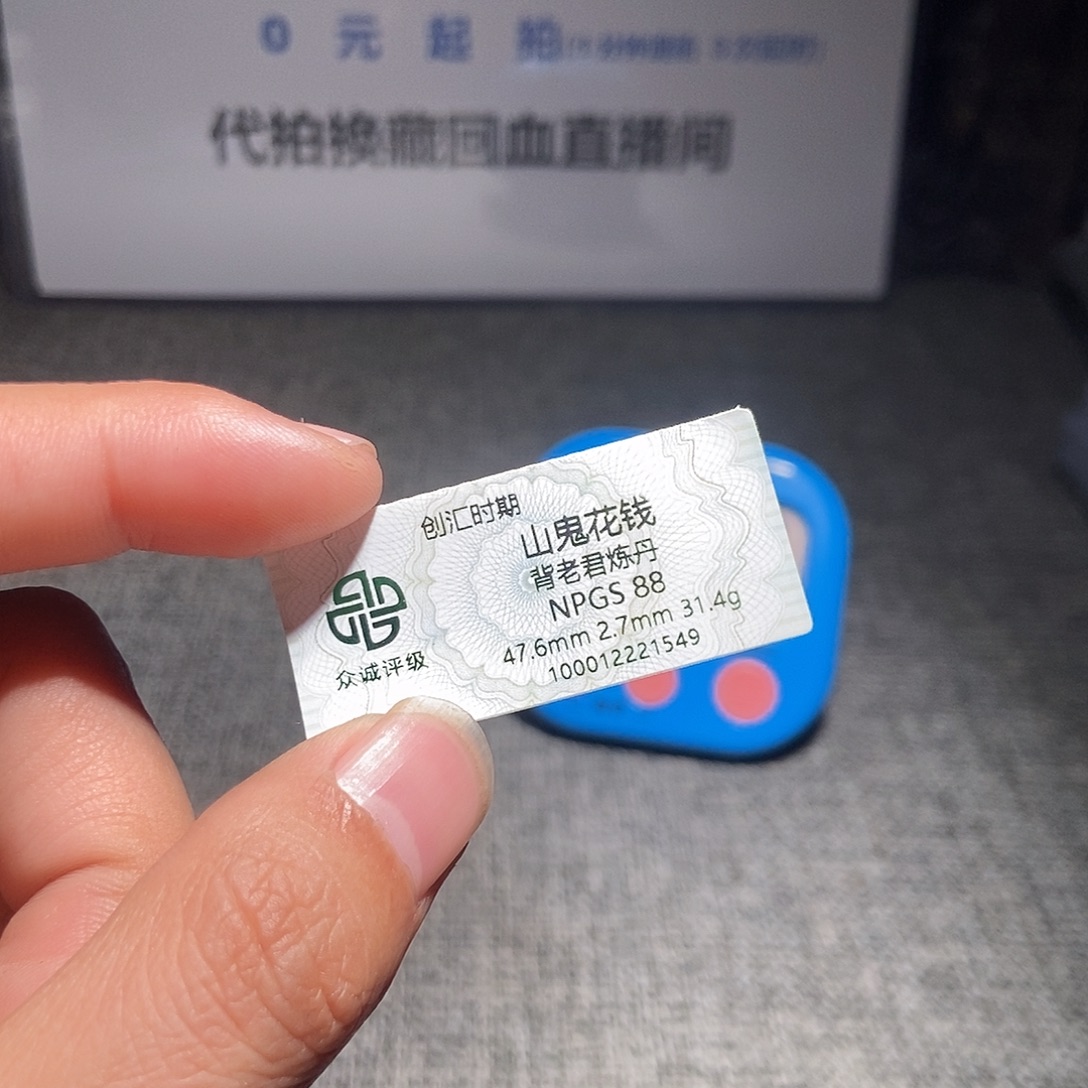 0 元 起 拍
代拍换藏回血直播间
创汇时期
山鬼花钱
背老君炼丹
NPGS 88
47.6mm 2.7mm 31.4g
100012221549
众诚评级